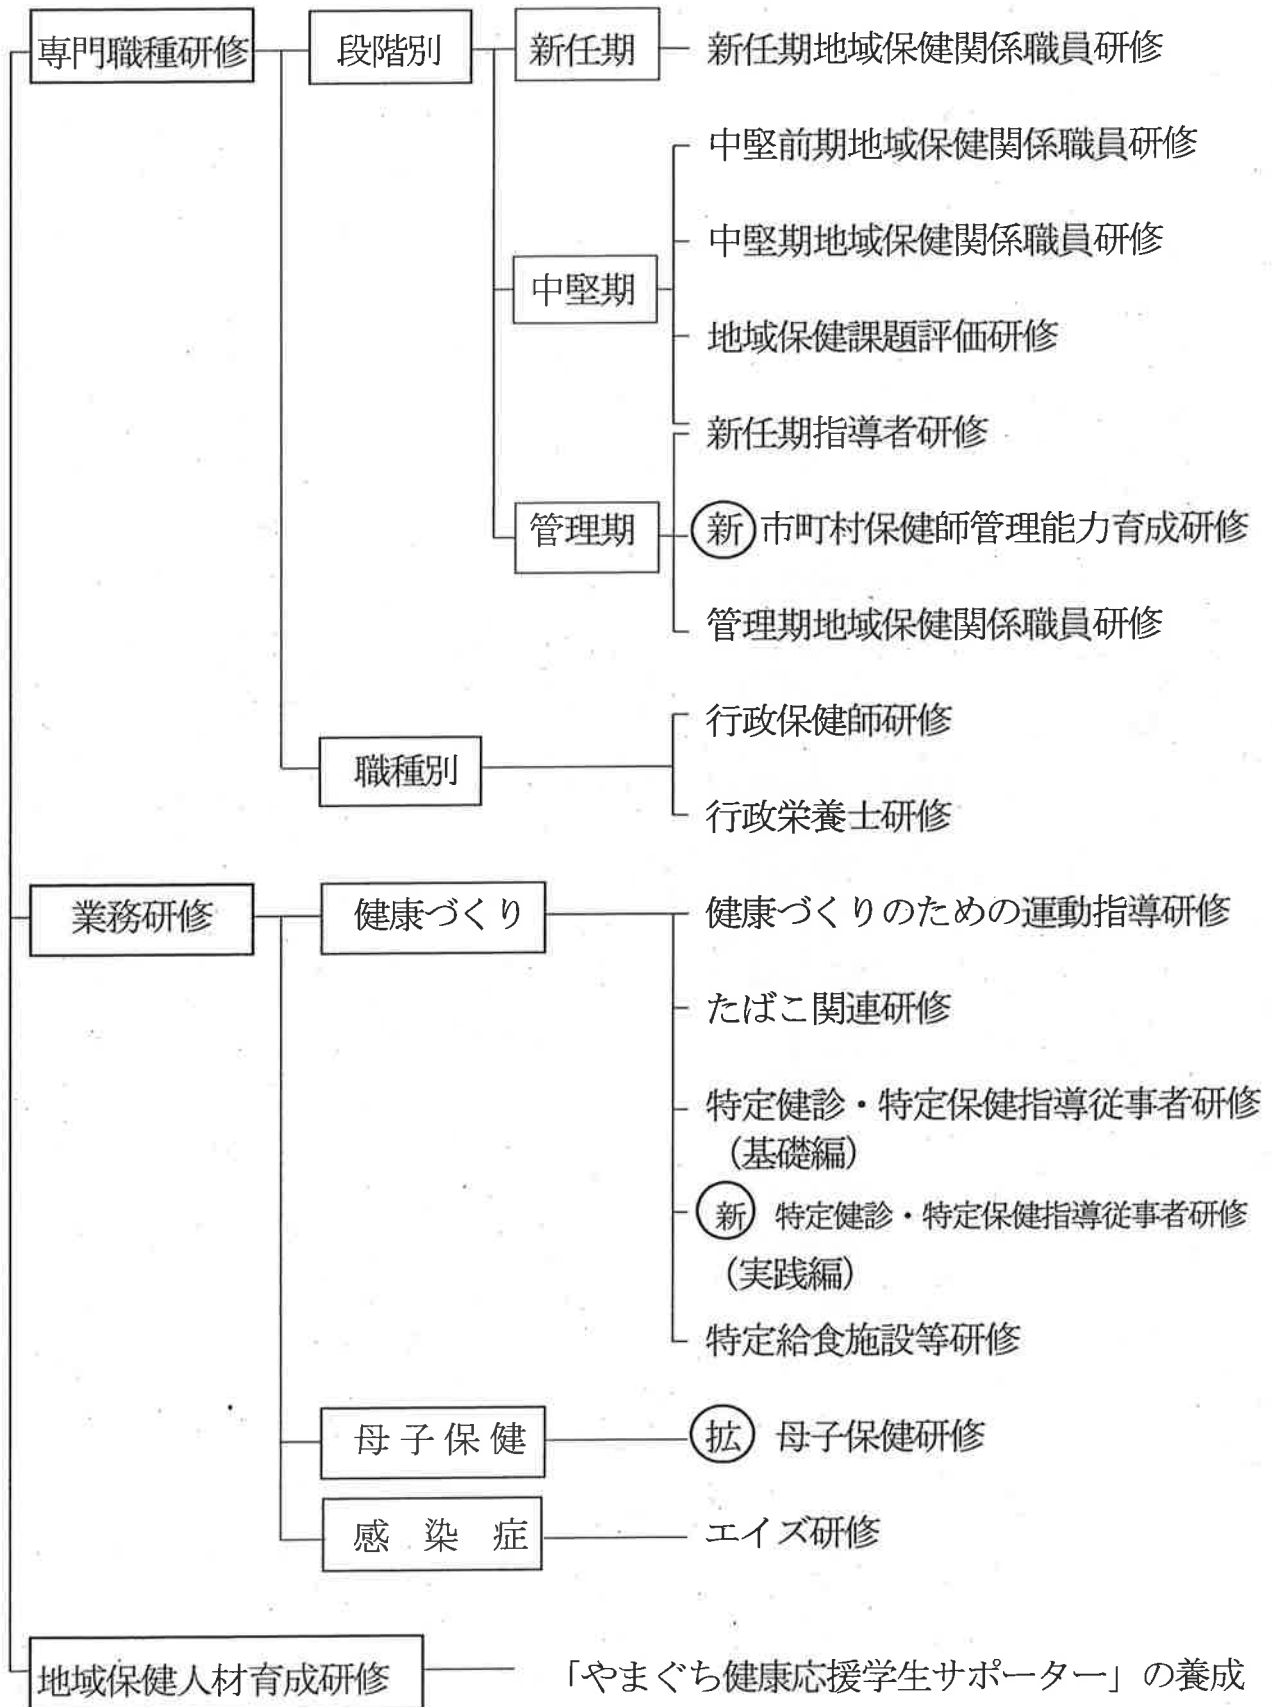 専門職種研修
段階別
新任期
新任期地域保健関係職員研修
中堅前期地域保健関係職員研修
中堅期地域保健関係職員研修
中堅期
地域保健課題評価研修
新任期指導者研修
管理期
新 市町村保健師管理能力育成研修
管理期地域保健関係職員研修
職種別
行政保健師研修
行政栄養士研修
業務研修
健康づくり
健康づくりのための運動指導研修
たばこ関連研修
特定健診・特定保健指導従事者研修
(基礎編)
新 特定健診・特定保健指導従事者研修
(実践編)
特定給食施設等研修
母子保健
拡 母子保健研修
感染症
エイズ研修
地域保健人材育成研修
「やまぐち健康応援学生サポーター」の養成